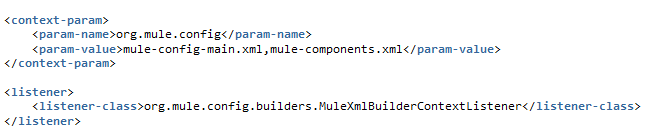 <context-param>
    <param-name>org.mule.config</param-name>
    <param-value>mule-config-main.xml,mule-components.xml</param-value>
</context-param>

<listener>
    <listener-class>org.mule.config.builders.MuleXmlBuilderContextListener</listener-class>
</listener>